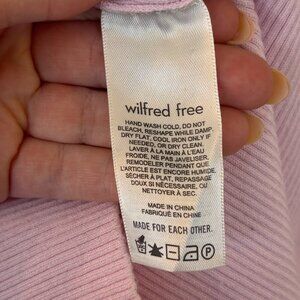 wilfred free
HAND WASH COLD, DO NOT
BLEACH, RESHAPE WHILE DAMP,
DRY FLAT, COOL IRON ONLY IF
NEEDED, OR DRY CLEAN.
LAVER À LA MAIN À L'EAU
FROIDE, NE PAS JAVELISER,
REMODELER PENDANT QUE
L'ARTICLE EST ENCORE HUMIDE,
SÉCHER À PLAT, REPASSAGE
DOUX SI NÉCESSAIRE, OU
NETTOYER À SEC.
MADE IN CHINA
FABRIQUÉ EN CHINE
MADE FOR EACH OTHER.